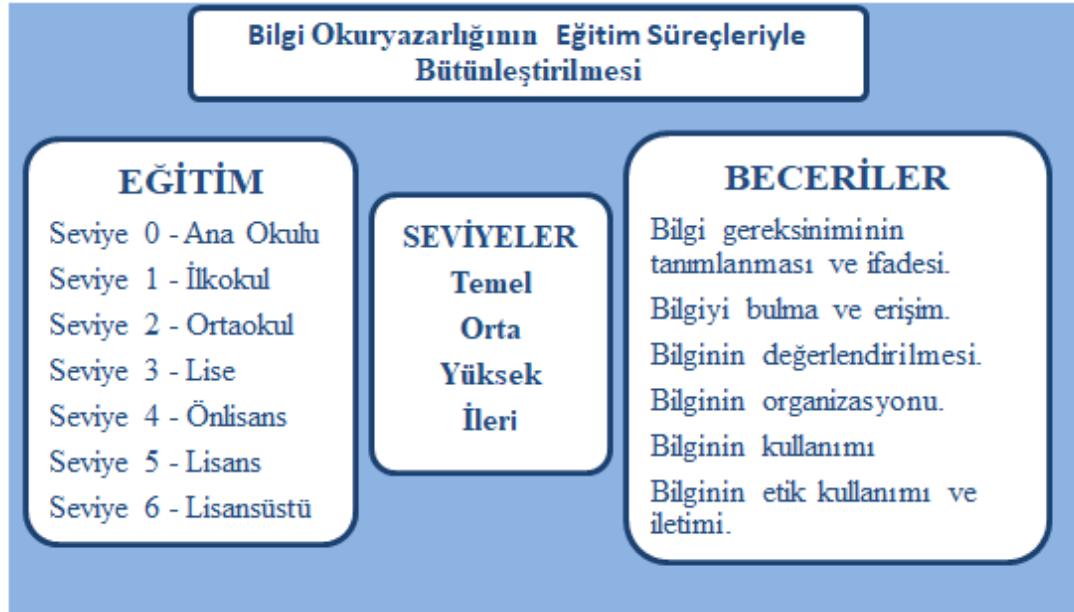 Bilgi Okuryazarlığının Eğitim Süreçleriyle
Bütünleştirilmesi
EĞİTİM
Seviye 0 - Ana Okulu
Seviye 1 - İlkokul
Seviye 2 - Ortaokul
Seviye 3 - Lise
Seviye 4 - Önlisans
Seviye 5 - Lisans
Seviye 6 - Lisansüstü
SEVİYELER
Temel
Orta
Yüksek
İleri
BECERİLER
Bilgi gereksiniminin
tanımlanması ve ifadesi.
Bilgiyi bulma ve erişim.
Bilginin değerlendirilmesi.
Bilginin organizasyonu.
Bilginin kullanımı
Bilginin etik kullanımı ve
iletimi.